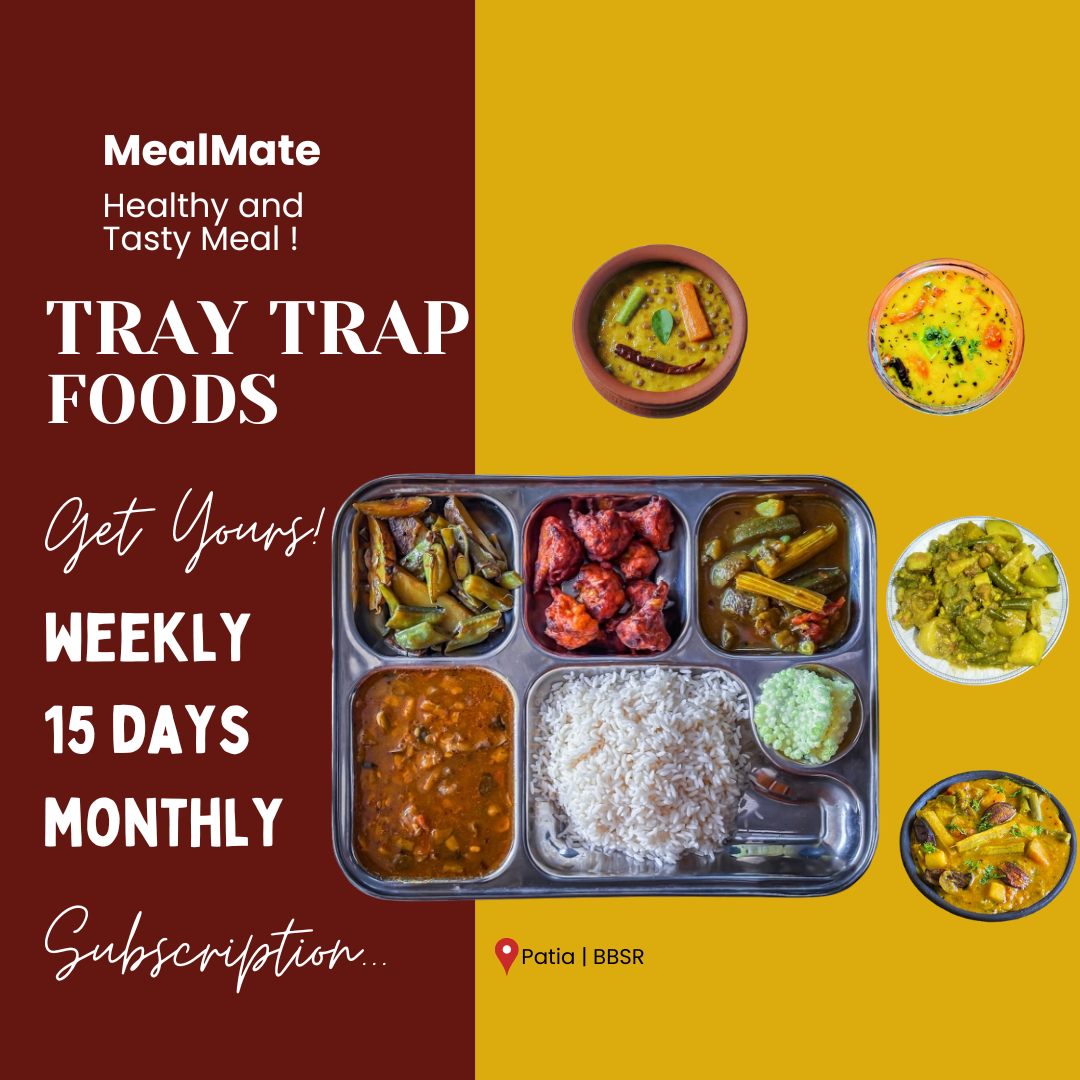 MealMate
Healthy and
Tasty Meal !
TRAY TRAP
FOODS
Get Yours!
WEEKLY
15 DAYS
MONTHLY
Subscription...
Patia | BBSR